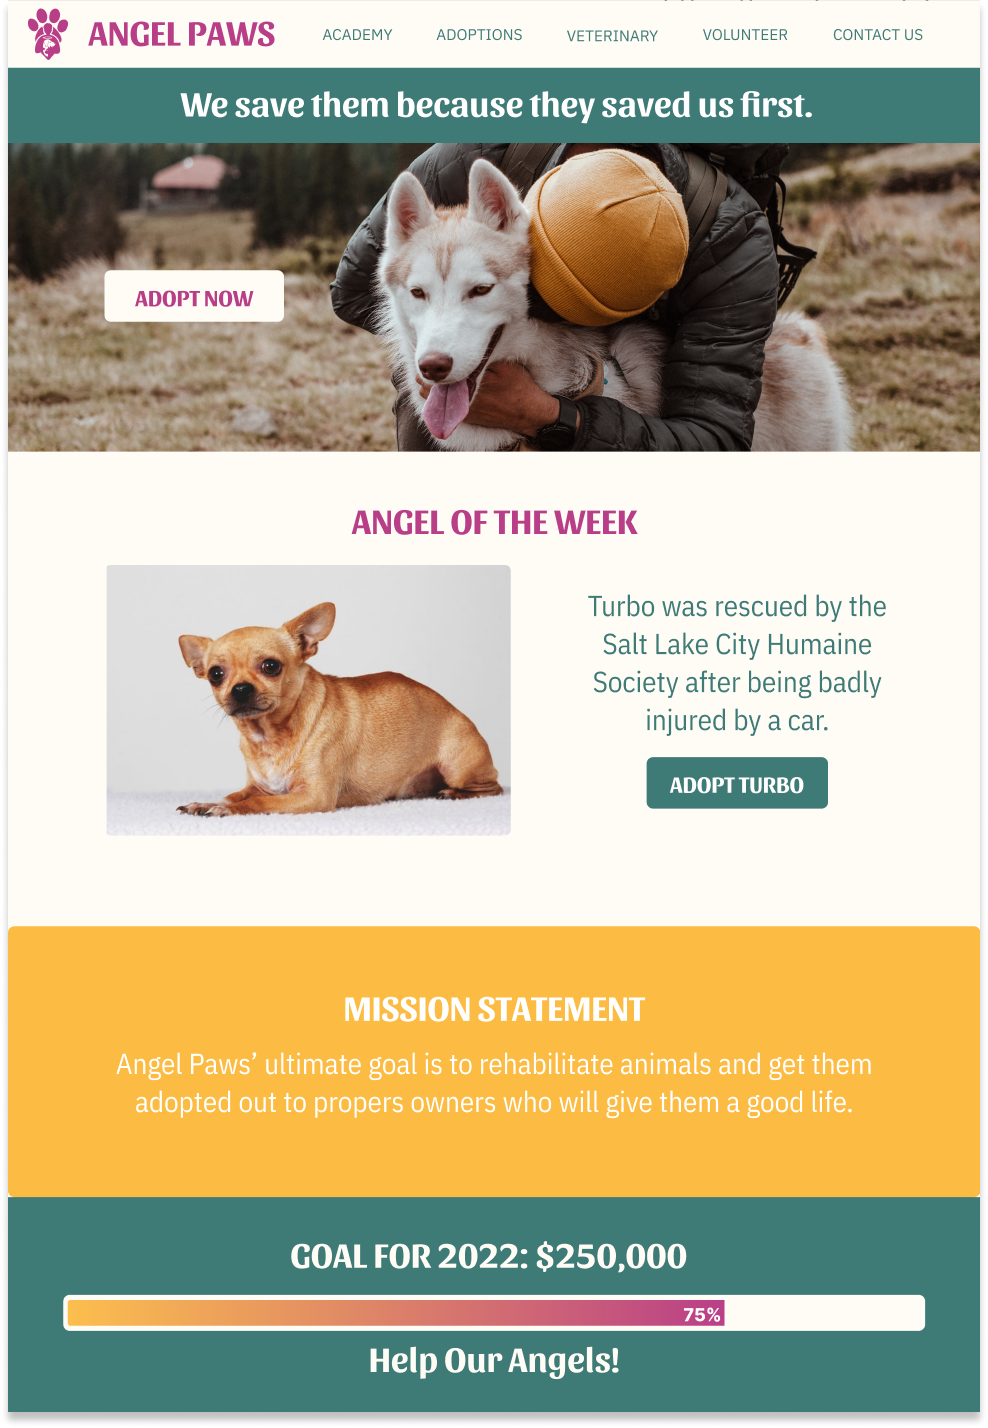 ANGEL PAWS
ACADEMY
ADOPTIONS
VETERINARY
VOLUNTEER
CONTACT US
We save them because they saved us first.
ADOPT NOW
ANGEL OF THE WEEK
Turbo was rescued by the
Salt Lake City Humaine
Society after being badly
injured by a car.
ADOPT TURBO
MISSION STATEMENT
Angel Paws’ ultimate goal is to rehabilitate animals and get them
adopted out to propers owners who will give them a good life.
GOAL FOR 2022: $250,000
75%
Help Our Angels!